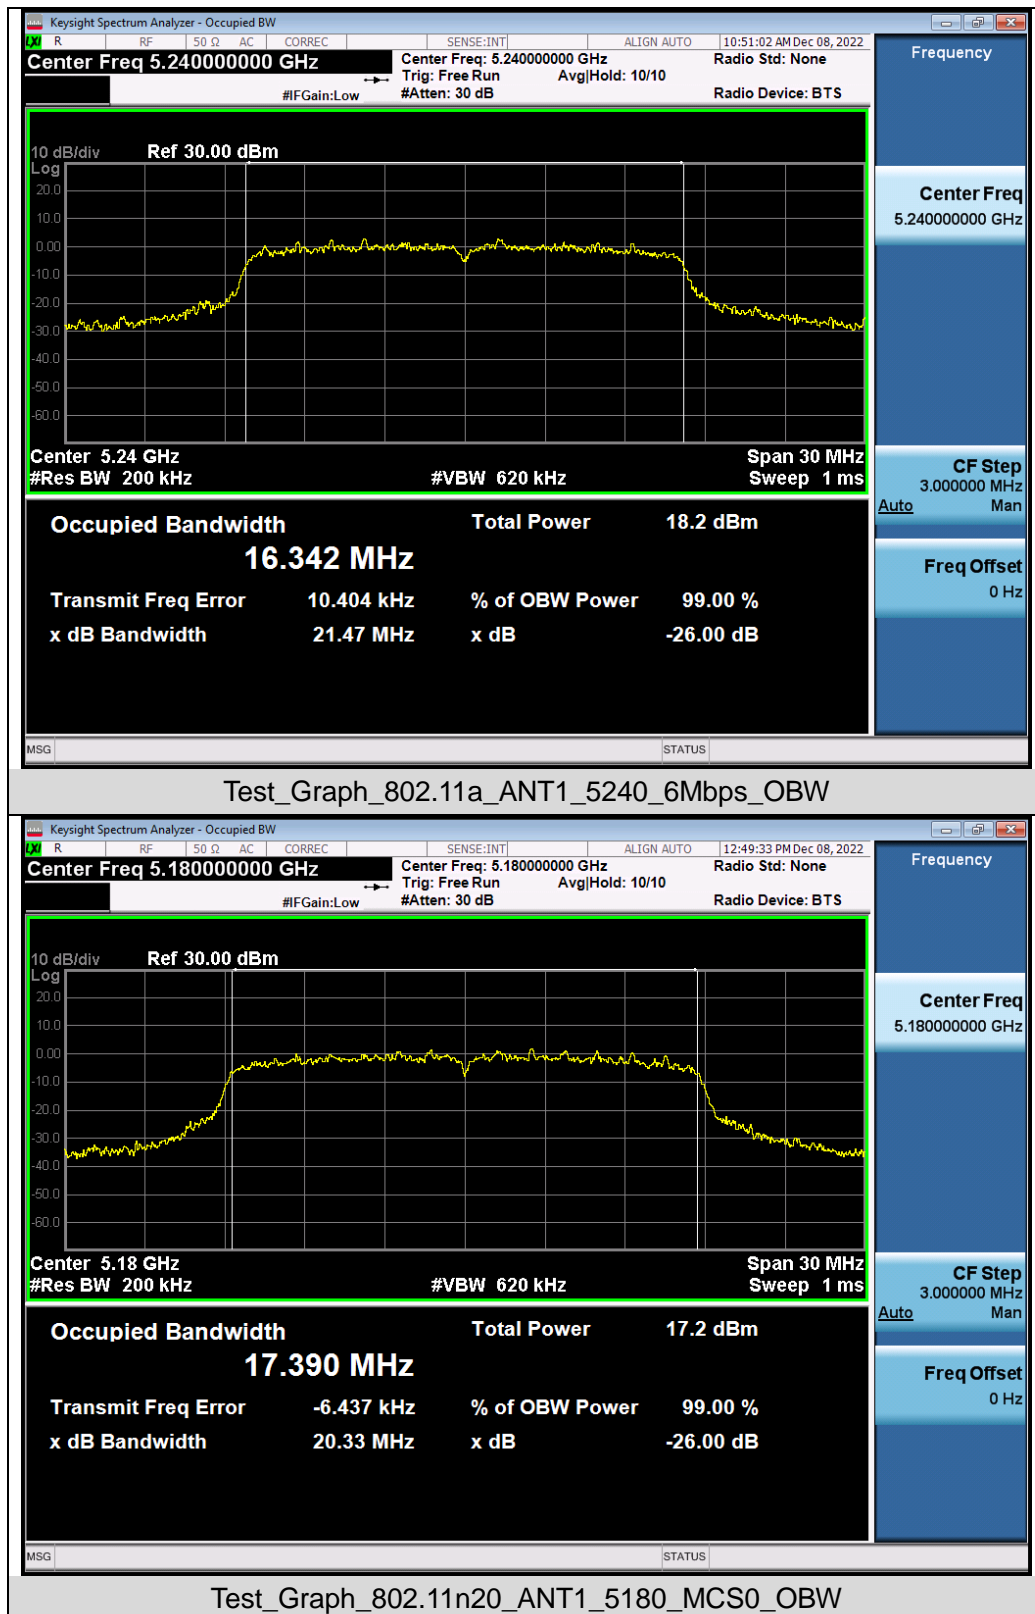 Keysight Spectrum Analyzer - Occupied BW
LXI R RF 50 Ω AC CORREC SENSE:INT ALIGN AUTO 10:51:02 AM Dec 08, 2022
Center Freq 5.240000000 GHz
Center Freq: 5.240000000 GHz
Radio Std: None
Trig: Free Run Avg|Hold: 10/10
#IFGain:Low
#Atten: 30 dB
Radio Device: BTS
Frequency
10 dB/div Ref 30.00 dBm
Log
20.0
10.0
0.00
-10.0
-20.0
-30.0
-40.0
-50.0
-60.0
Center Freq
5.240000000 GHz
Center 5.24 GHz Span 30 MHz
#Res BW 200 kHz #VBW 620 kHz Sweep 1 ms
CF Step
3.000000 MHz
Auto Man
Freq Offset
0 Hz
Occupied Bandwidth Total Power 18.2 dBm
16.342 MHz
Transmit Freq Error 10.404 kHz % of OBW Power 99.00 %
x dB Bandwidth 21.47 MHz x dB -26.00 dB
MSG STATUS
Test_Graph_802.11a_ANT1_5240_6Mbps_OBW
Keysight Spectrum Analyzer - Occupied BW
LXI R RF 50 Ω AC CORREC SENSE:INT ALIGN AUTO 12:49:33 PM Dec 08, 2022
Center Freq 5.180000000 GHz
Center Freq: 5.180000000 GHz
Radio Std: None
Trig: Free Run Avg|Hold: 10/10
#IFGain:Low
#Atten: 30 dB
Radio Device: BTS
Frequency
10 dB/div Ref 30.00 dBm
Log
20.0
10.0
0.00
-10.0
-20.0
-30.0
-40.0
-50.0
-60.0
Center Freq
5.180000000 GHz
Center 5.18 GHz Span 30 MHz
#Res BW 200 kHz #VBW 620 kHz Sweep 1 ms
CF Step
3.000000 MHz
Auto Man
Freq Offset
0 Hz
Occupied Bandwidth Total Power 17.2 dBm
17.390 MHz
Transmit Freq Error -6.437 kHz % of OBW Power 99.00 %
x dB Bandwidth 20.33 MHz x dB -26.00 dB
MSG STATUS
Test_Graph_802.11n20_ANT1_5180_MCS0_OBW